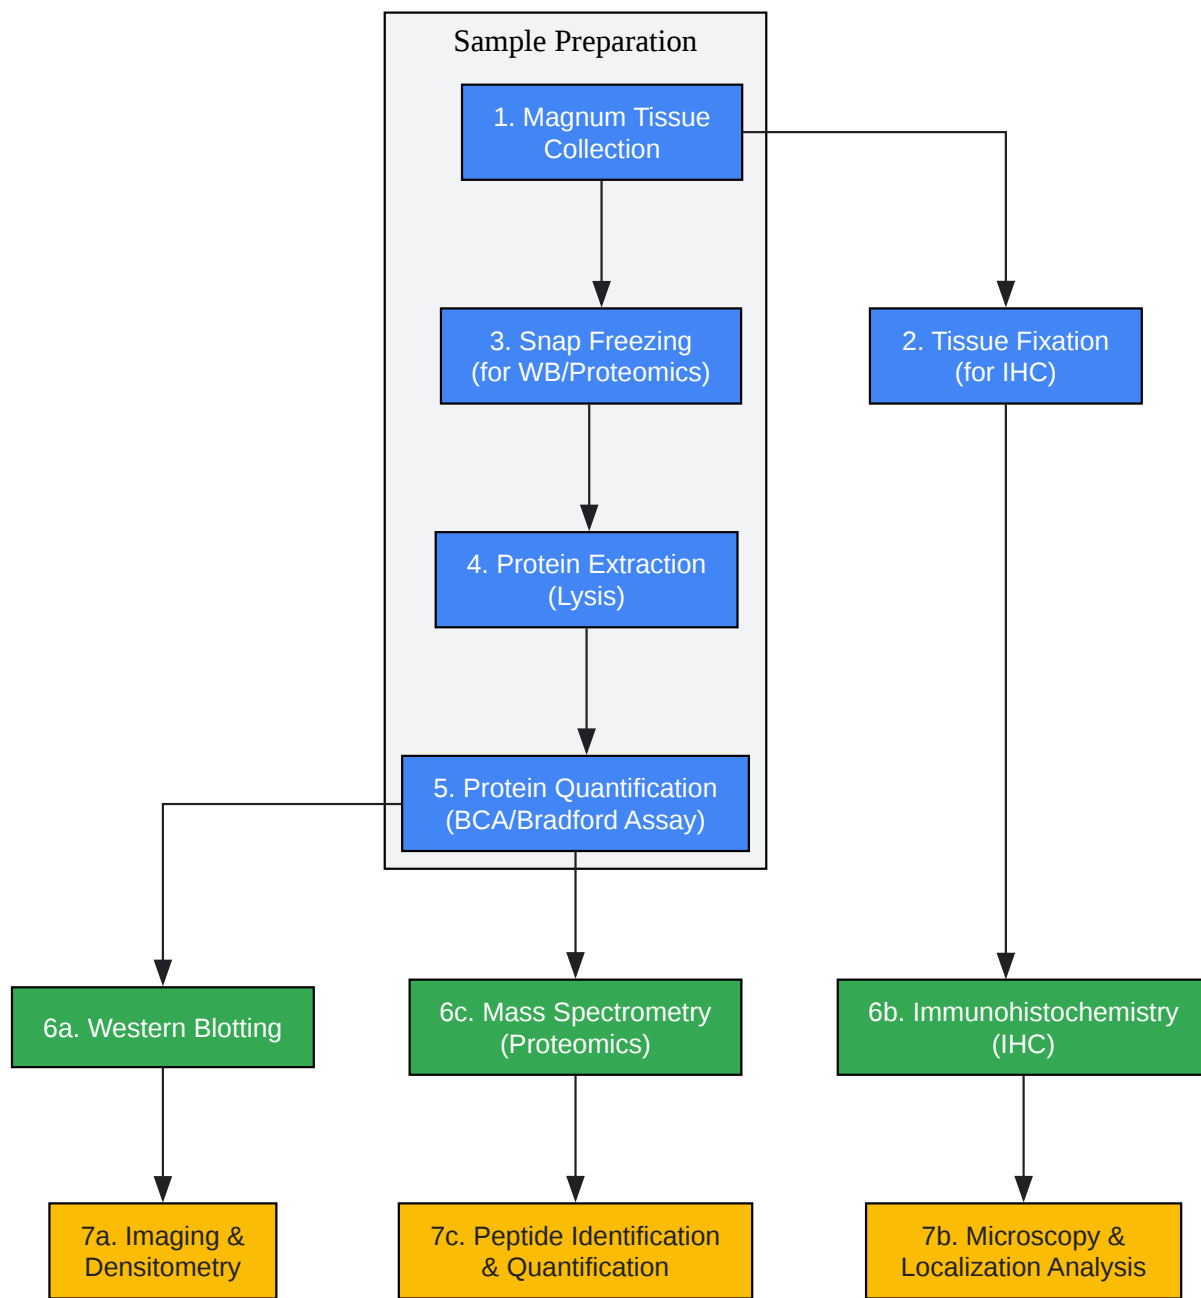 Sample Preparation
1. Magnum Tissue
Collection
3. Snap Freezing
(for WB/Proteomics)
2. Tissue Fixation
(for IHC)
4. Protein Extraction
(Lysis)
5. Protein Quantification
(BCA/Bradford Assay)
6a. Western Blotting
6c. Mass Spectrometry
(Proteomics)
6b. Immunohistochemistry
(IHC)
7a. Imaging &
Densitometry
7c. Peptide Identification
& Quantification
7b. Microscopy &
Localization Analysis